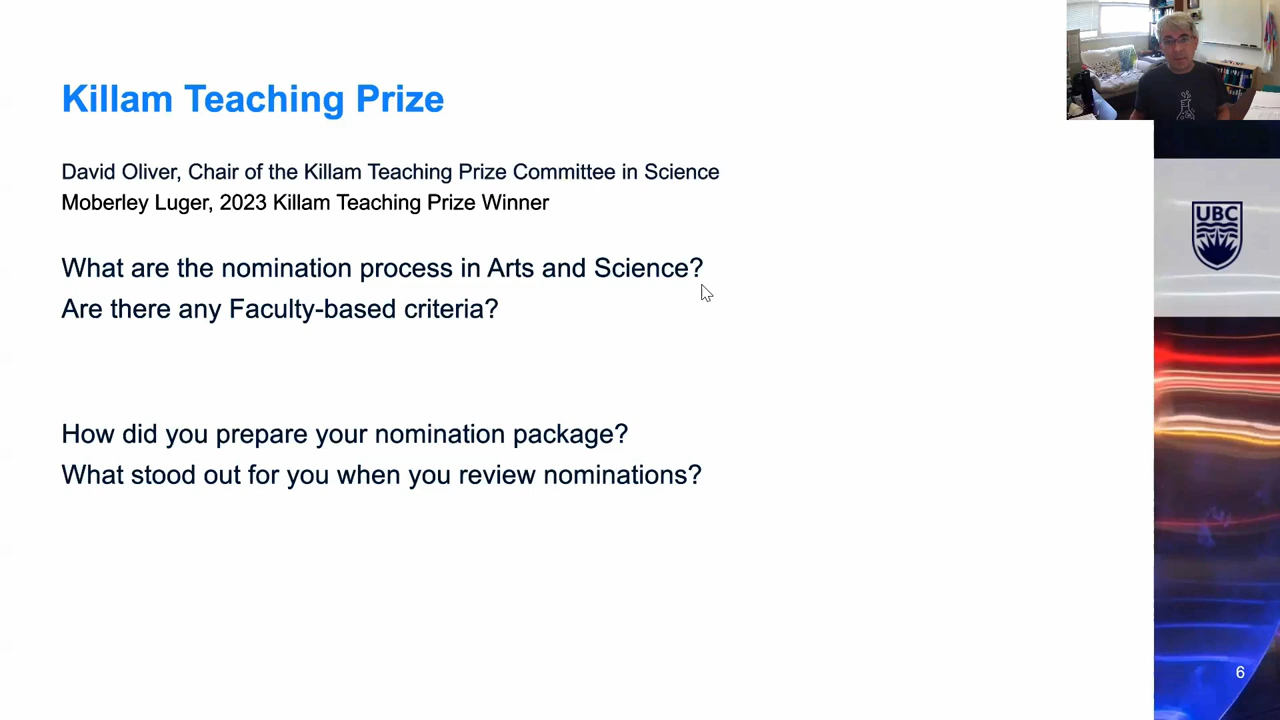 Killam Teaching Prize
David Oliver, Chair of the Killam Teaching Prize Committee in Science
Moberley Luger, 2023 Killam Teaching Prize Winner
What are the nomination process in Arts and Science?
Are there any Faculty-based criteria?
How did you prepare your nomination package?
What stood out for you when you review nominations?
UBC
6